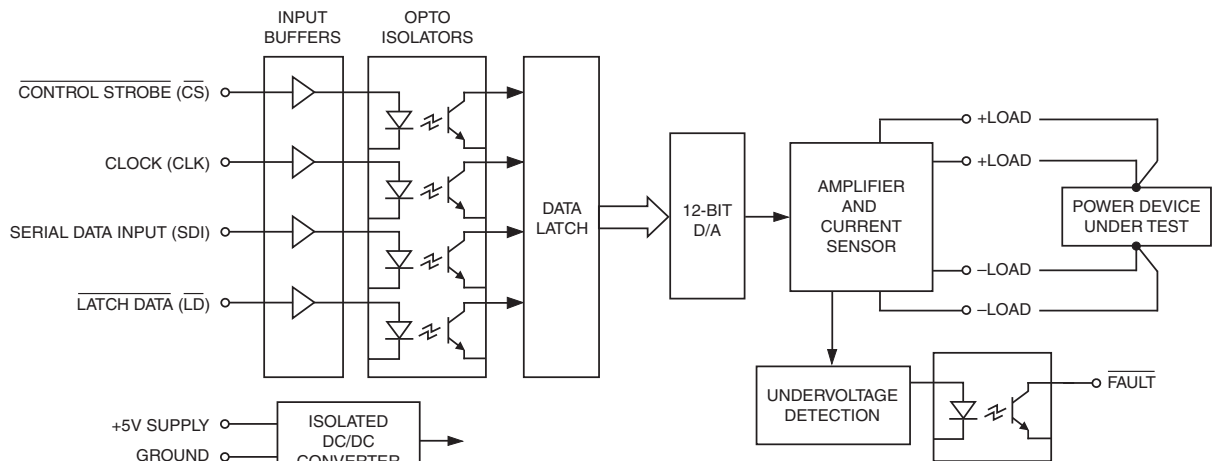 INPUT
BUFFERS
OPTO
ISOLATORS
CONTROL STROBE (CS)
CLOCK (CLK)
SERIAL DATA INPUT (SDI)
LATCH DATA (LD)
DATA
LATCH
12-BIT
D/A
AMPLIFIER
AND
CURRENT
SENSOR
+LOAD
+LOAD
–LOAD
–LOAD
POWER DEVICE
UNDER TEST
UNDERVOLTAGE
DETECTION
FAULT
+5V SUPPLY
GROUND
ISOLATED
DC/DC
CONVERTER